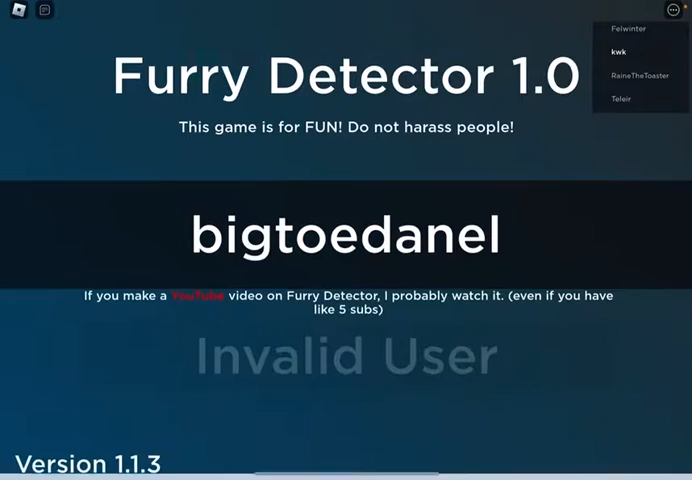 Felwinter
Furry Detector 1.0
kwk
RaineTheToaster
Teleir
This game is for FUN! Do not harass people!
bigtoedanel
If you make a YouTube video on Furry Detector, I probably watch it. (even if you have
like 5 subs)
Invalid User
Version 1.1.3